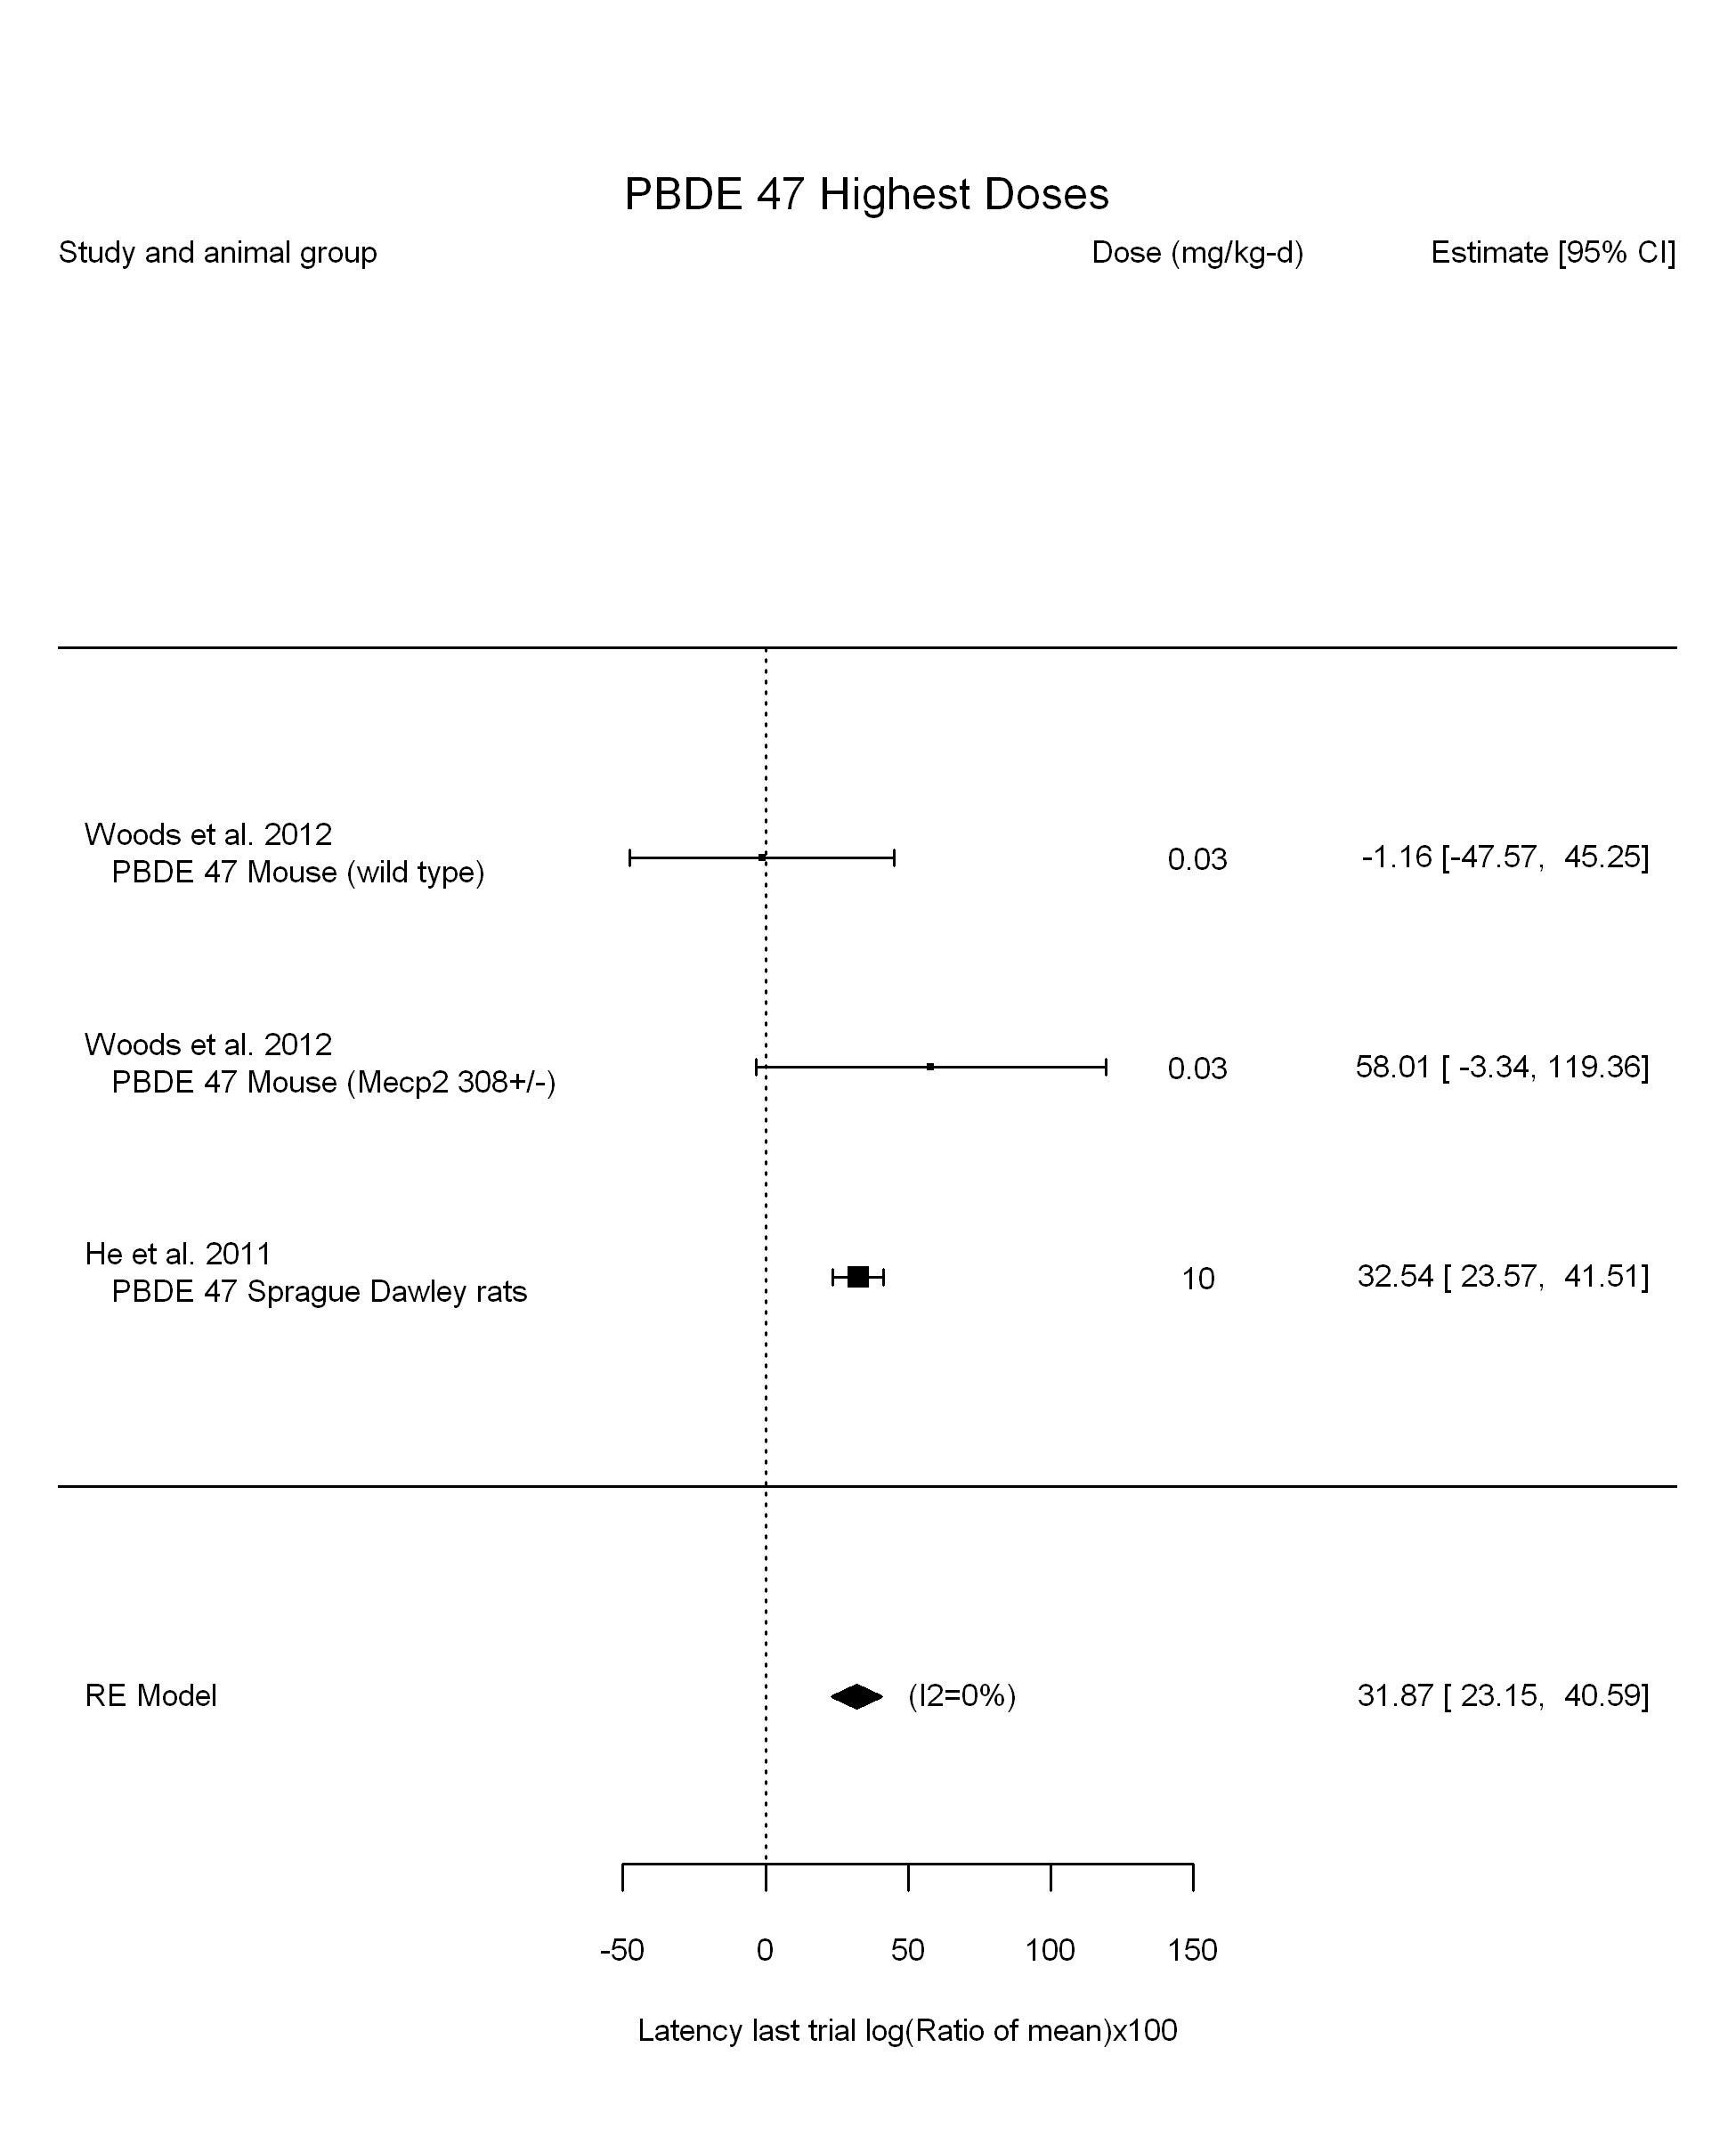 PBDE 47 Highest Doses
Study and animal group Dose (mg/kg-d) Estimate [95% CI]
Woods et al. 2012
PBDE 47 Mouse (wild type) 0.03 -1.16 [-47.57, 45.25]
Woods et al. 2012
PBDE 47 Mouse (Mecp2 308+/-) 0.03 58.01 [ -3.34, 119.36]
He et al. 2011
PBDE 47 Sprague Dawley rats 10 32.54 [ 23.57, 41.51]
RE Model (I2=0%) 31.87 [ 23.15, 40.59]
-50 0 50 100 150
Latency last trial log(Ratio of mean)x100